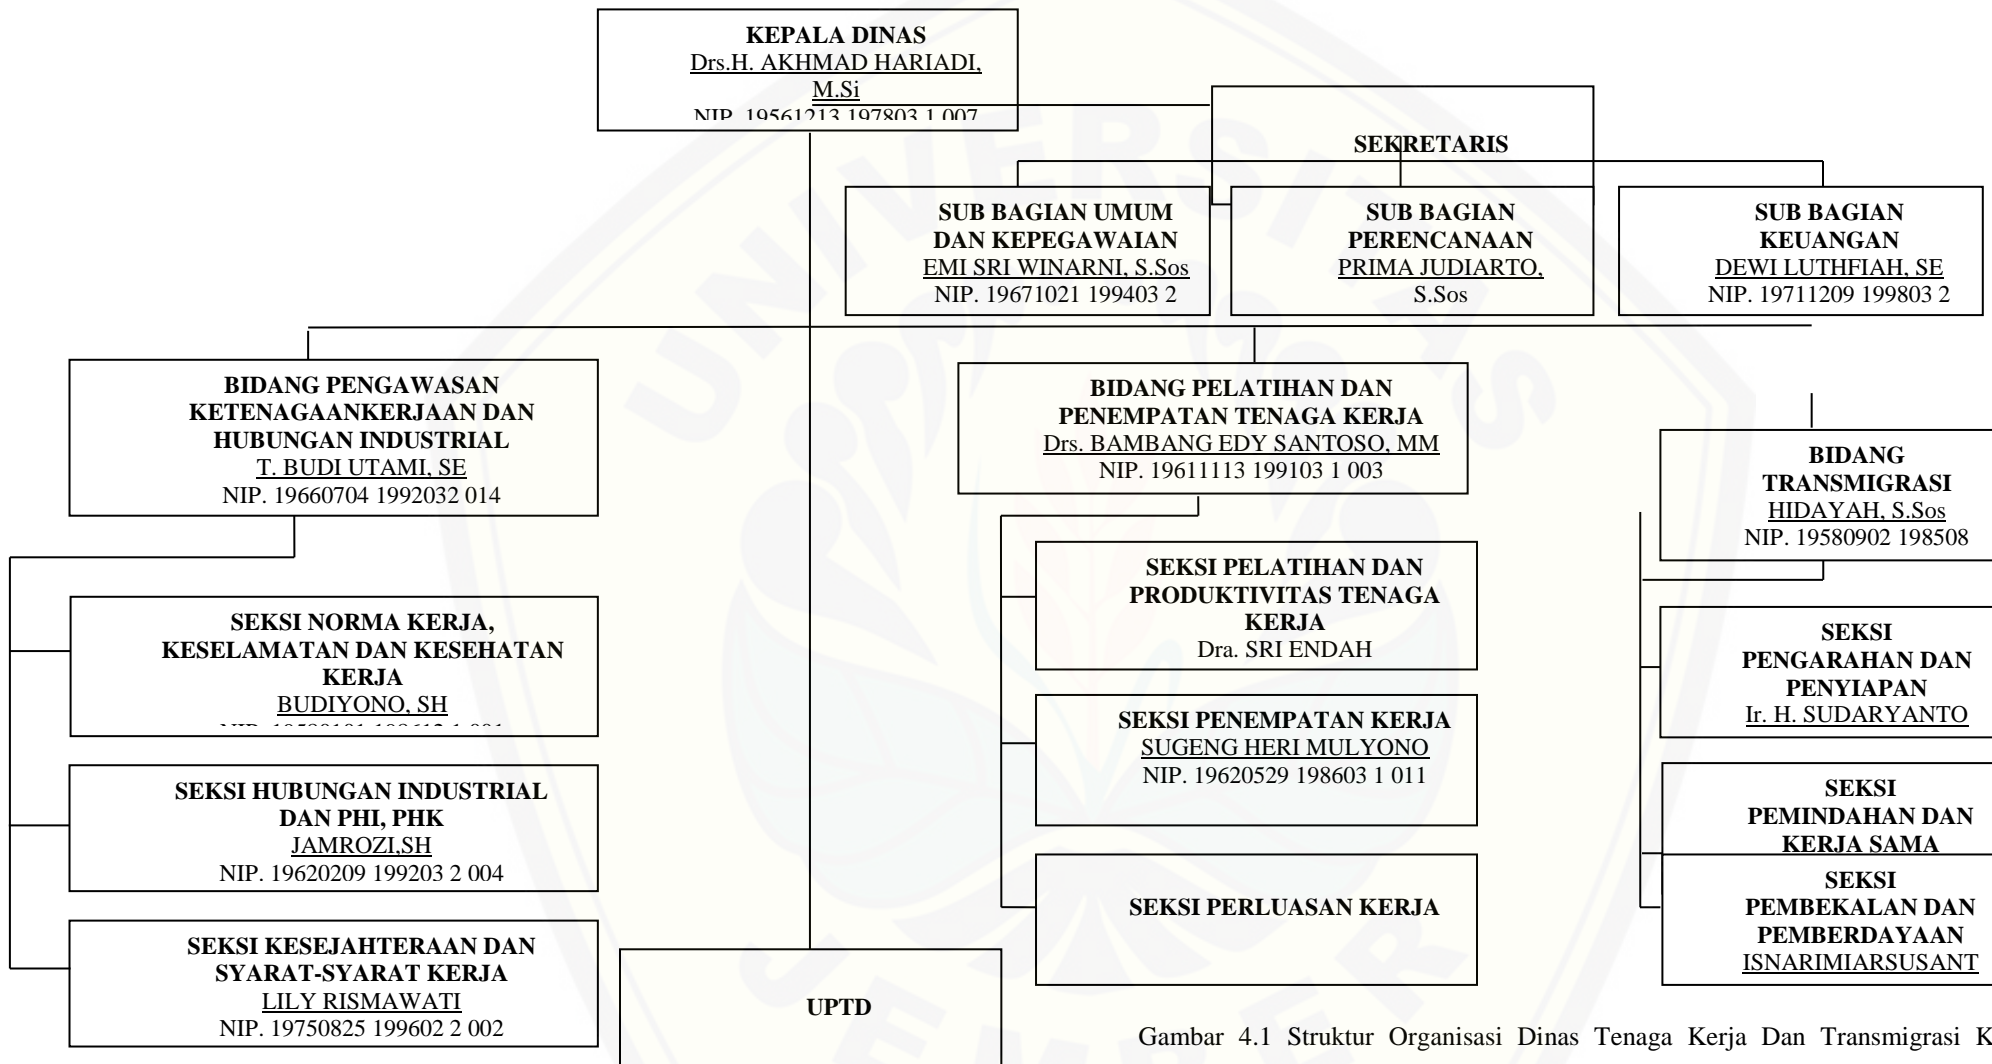 KEPALA DINAS
Drs.H. AKHMAD HARIADI,
M.Si
NIP. 19561213 197803 1 007
SEKRETARIS
SUB BAGIAN UMUM
DAN KEPEGAWAIAN
EMI SRI WINARNI, S.Sos
NIP. 19671021 199403 2
SUB BAGIAN
PERENCANAAN
PRIMA JUDIARTO,
S.Sos
SUB BAGIAN
KEUANGAN
DEWI LUTHFIAH, SE
NIP. 19711209 199803 2
BIDANG PENGAWASAN
KETENAGAANKERJAAN DAN
HUBUNGAN INDUSTRIAL
T. BUDI UTAMI, SE
NIP. 19660704 1992032 014
BIDANG PELATIHAN DAN
PENEMPATAN TENAGA KERJA
Drs. BAMBANG EDY SANTOSO, MM
NIP. 19611113 199103 1 003
BIDANG
TRANSMIGRASI
HIDAYAH, S.Sos
NIP. 19580902 198508
SEKSI NORMA KERJA,
KESELAMATAN DAN KESEHATAN
KERJA
BUDIYONO, SH
SEKSI HUBUNGAN INDUSTRIAL
DAN PHI, PHK
JAMROZI,SH
NIP. 19620209 199203 2 004
SEKSI KESEJAHTERAAN DAN
SYARAT-SYARAT KERJA
LILY RISMAWATI
NIP. 19750825 199602 2 002
SEKSI PELATIHAN DAN
PRODUKTIVITAS TENAGA
KERJA
Dra. SRI ENDAH
SEKSI PENEMPATAN KERJA
SUGENG HERI MULYONO
NIP. 19620529 198603 1 011
SEKSI PERLUASAN KERJA
SEKSI
PENGARAHAN DAN
PENYIAPAN
Ir. H. SUDARYANTO
SEKSI
PEMINDAHAN DAN
KERJA SAMA
SEKSI
PEMBEKALAN DAN
PEMBERDAYAAN
ISNARIMIARSUSANT
UPTD
Gambar 4.1 Struktur Organisasi Dinas Tenaga Kerja Dan Transmigrasi K
UNIVERSITAS
JEMBER